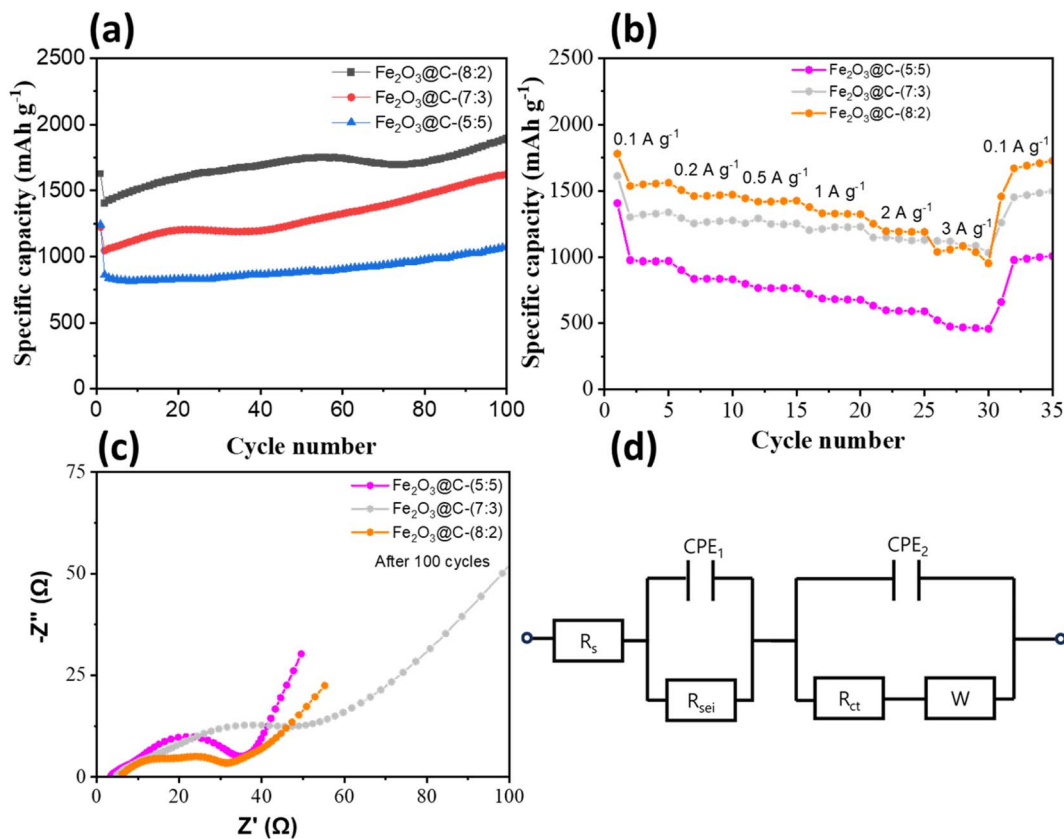 (a)
Specific capacity (mAh g⁻¹)
2500
2000
1500
1000
500
0
Fe₂O₃@C-(8:2)
Fe₂O₃@C-(7:3)
Fe₂O₃@C-(5:5)
0 20 40 60 80 100
Cycle number
(b)
Specific capacity (mAh g⁻¹)
2500
2000
1500
1000
500
0
Fe₂O₃@C-(5:5)
Fe₂O₃@C-(7:3)
Fe₂O₃@C-(8:2)
0.1 A g⁻¹
0.2 A g⁻¹
0.5 A g⁻¹
1 A g⁻¹
2 A g⁻¹
3 A g⁻¹
0.1 A g⁻¹
0 5 10 15 20 25 30 35
Cycle number
(c)
-Z" (Ω)
75
50
25
0
Fe₂O₃@C-(5:5)
Fe₂O₃@C-(7:3)
Fe₂O₃@C-(8:2)
After 100 cycles
0 20 40 60 80 100
Z' (Ω)
(d)
CPE₁
CPE₂
Rₛ
R_sei
R_ct
W